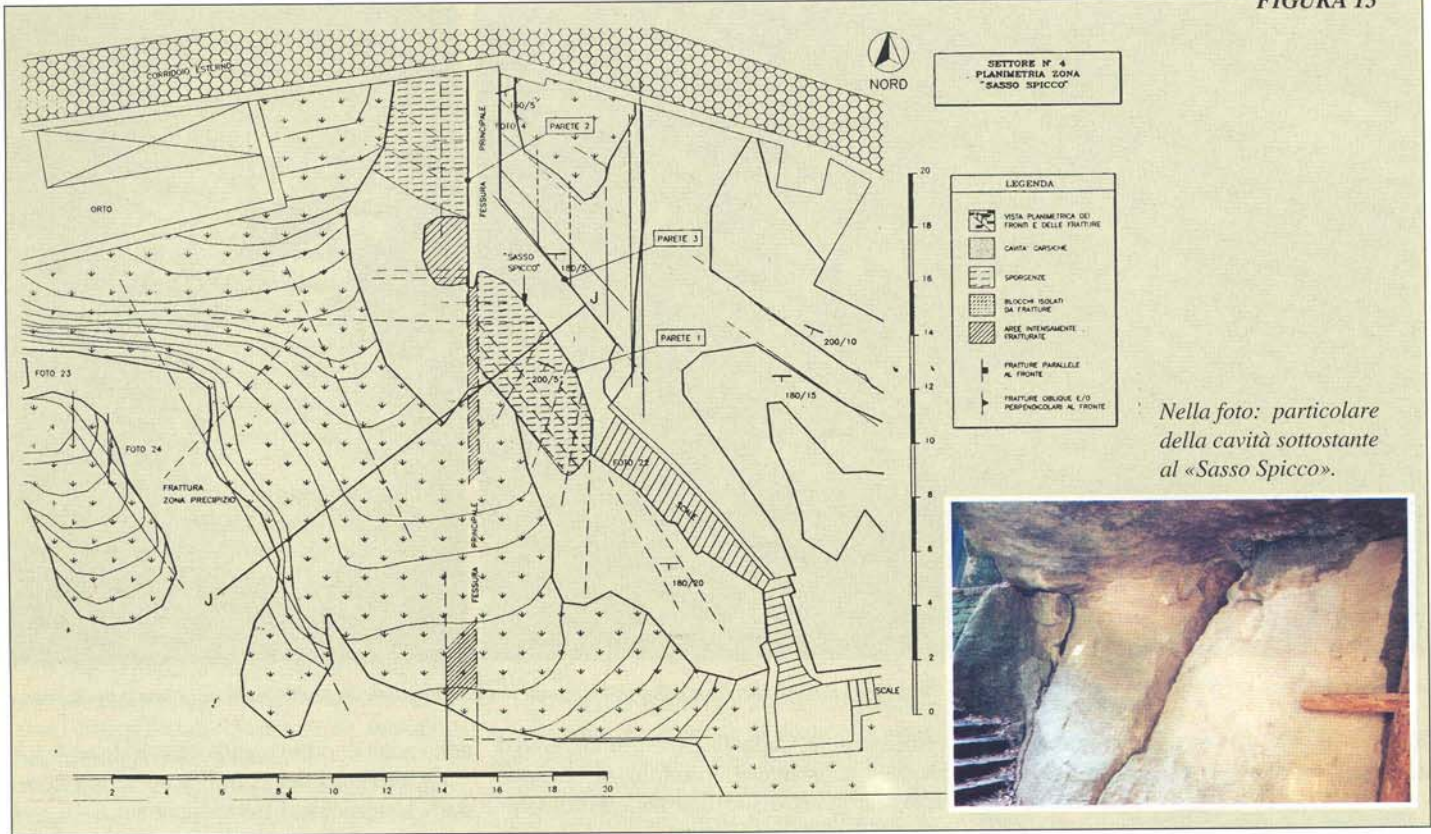 FIGURA 13
CORRIDOIO ESTERNO
NORD
SETTORE N° 4
PLANIMETRIA ZONA
"SASSO SPICCO"
180/5
FOTO 4
PARETE 2
FESSURA PRINCIPALE
ORTO
PARETE 3
"SASSO
SPICCO"
180/5
J
PARETE 1
200/5
200/10
180/15
FOTO 23
FOTO 24
FRATTURA
ZONA PRECIPIZIO
FOTO 22
SCALE
180/20
FESSURA PRINCIPALE
J
SCALE
20
18
16
14
12
10
8
6
4
2
0
2 4 6 8 10 12 14 16 18 20
LEGENDA
VISTA PLANIMETRICA DEI
FRONTI E DELLE FRATTURE
CAVITA' CARSICHE
SPORGENZE
BLOCCHI ISOLATI
DA FRATTURE
AREE INTENSAMENTE
FRATTURATE
FRATTURE PARALLELE
AL FRONTE
FRATTURE OBLIQUE E/O
PERPENDICOLARI AL FRONTE
Nella foto: particolare
della cavità sottostante
al «Sasso Spicco».